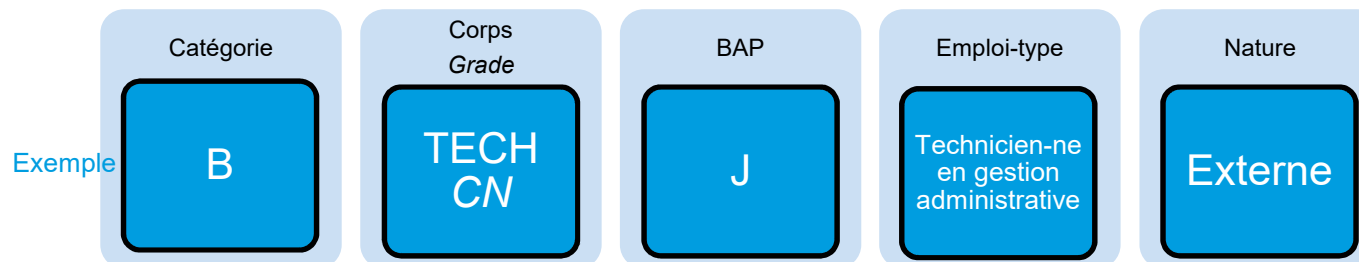 Catégorie
Corps
Grade
BAP
Emploi-type
Nature
Exemple
B
TECH
CN
J
Technicien-ne
en gestion
administrative
Externe